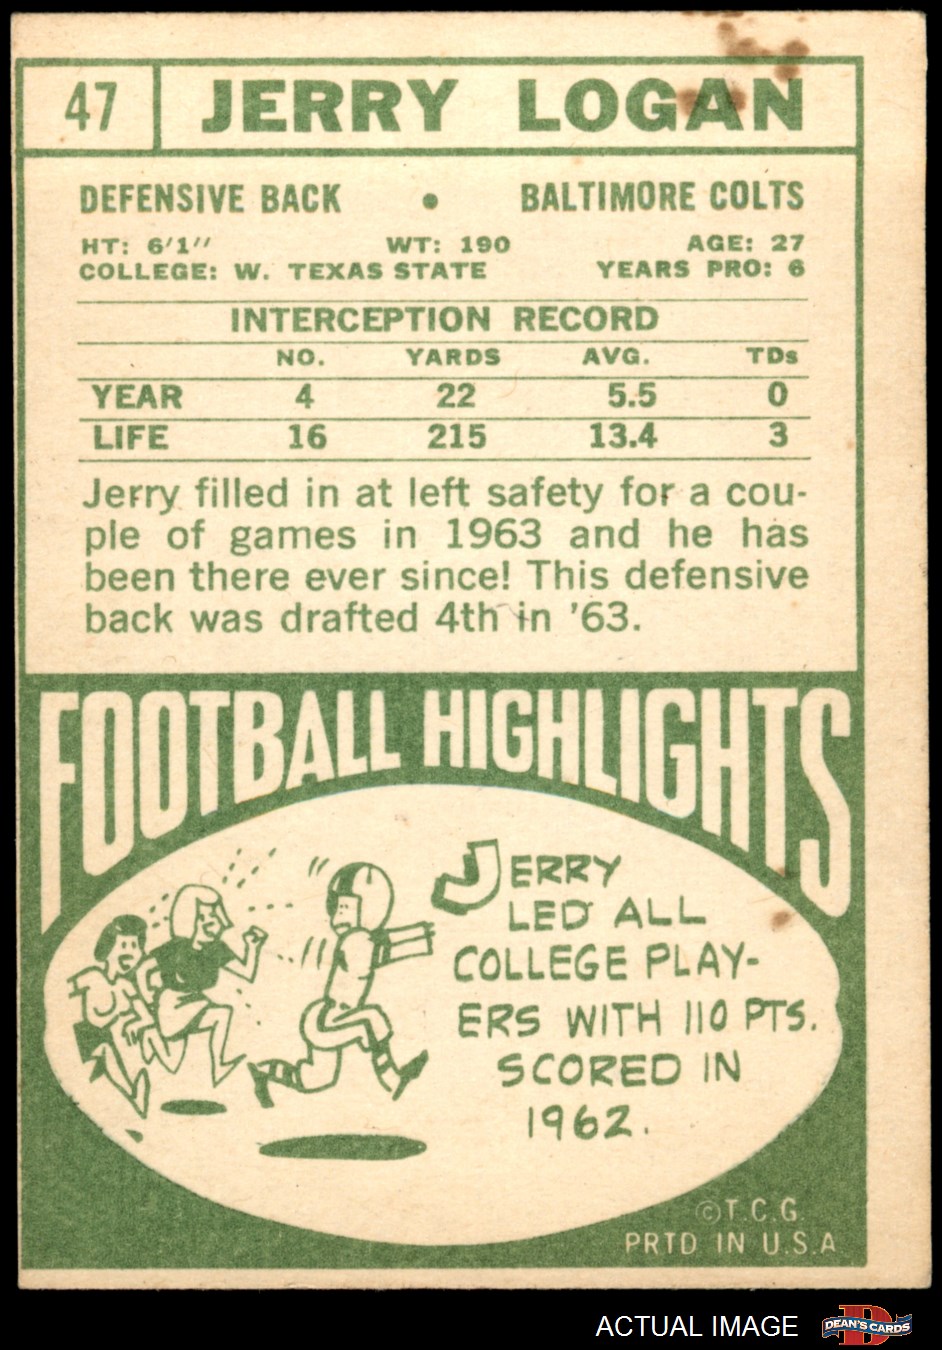 47 JERRY LOGAN
DEFENSIVE BACK • BALTIMORE COLTS
HT: 6'1" WT: 190 AGE: 27
COLLEGE: W. TEXAS STATE YEARS PRO: 6
INTERCEPTION RECORD
NO. YARDS AVG. TDs
YEAR 4 22 5.5 0
LIFE 16 215 13.4 3
Jerry filled in at left safety for a cou-
ple of games in 1963 and he has
been there ever since! This defensive
back was drafted 4th in '63.
FOOTBALL HIGHLIGHTS
JERRY
LED ALL
COLLEGE PLAY-
ERS WITH 110 PTS.
SCORED IN
1962.
©T.C.G.
PRTD IN U.S.A
ACTUAL IMAGE D DEAN'S CARDS